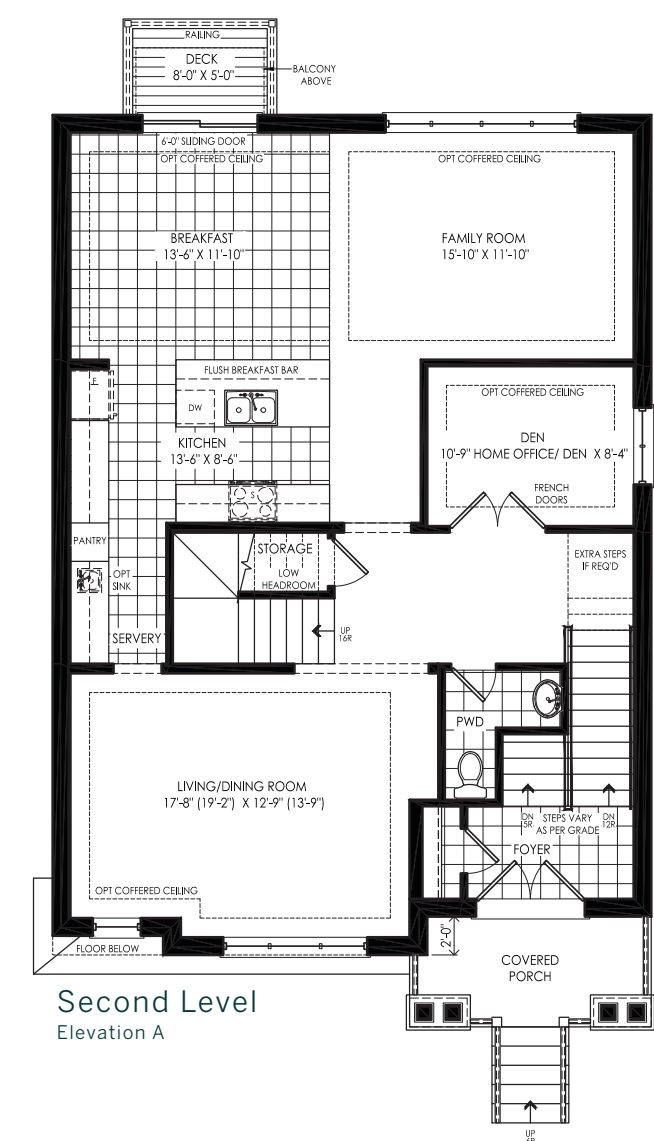 RAILING
DECK
8'-0" X 5'-0"
BALCONY
ABOVE
6'-0" SLIDING DOOR
OPT COFFERED CEILING
OPT COFFERED CEILING
BREAKFAST
13'-6" X 11'-10"
FAMILY ROOM
15'-10" X 11'-10"
FLUSH BREAKFAST BAR
F
DW
OPT COFFERED CEILING
KITCHEN
13'-6" X 8'-6"
DEN
10'-9" HOME OFFICE/ DEN X 8'-4"
S
FRENCH
DOORS
PANTRY
STORAGE
LOW
HEADROOM
EXTRA STEPS
IF REQ'D
OPT
SINK
SERVERY
UP
16R
PWD
LIVING/DINING ROOM
17'-8" (19'-2") X 12'-9" (13'-9")
DN
5R
STEPS VARY
AS PER GRADE
DN
12R
FOYER
OPT COFFERED CEILING
FLOOR BELOW
2'-0"
COVERED
PORCH
Second Level
Elevation A
UP
6R